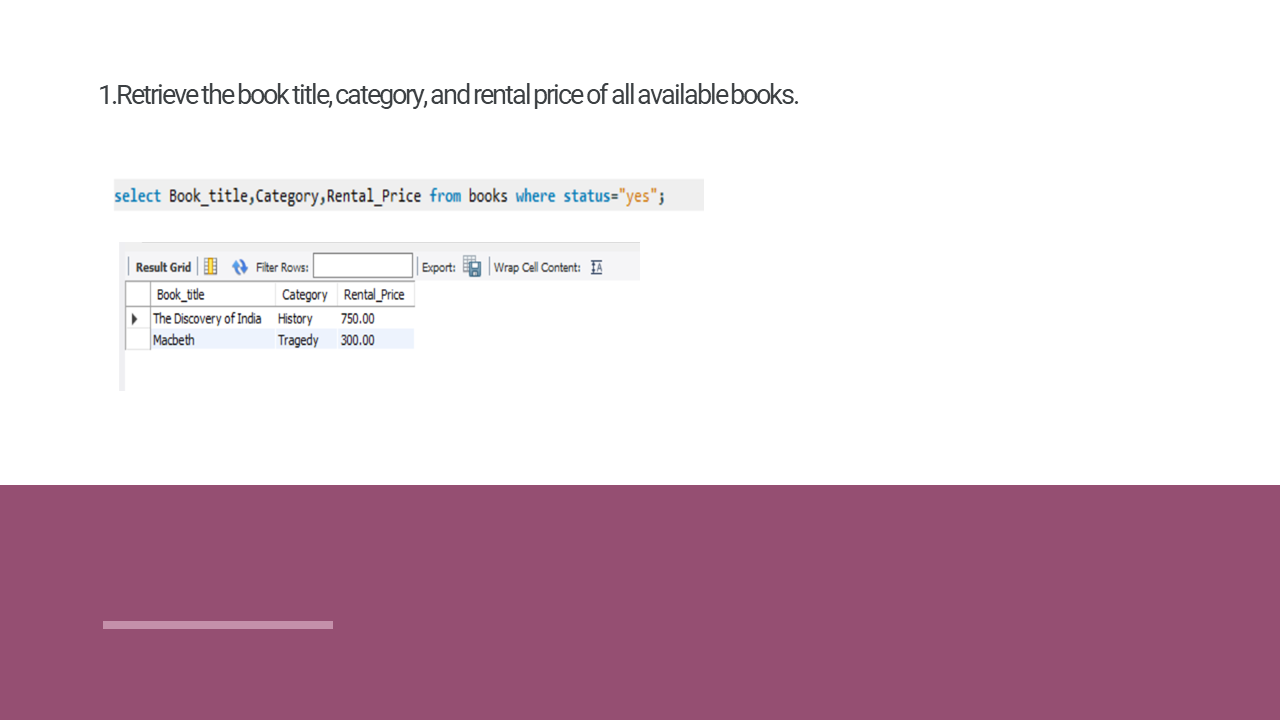 1.Retrieve the book title, category, and rental price of all available books.
select Book_title,Category,Rental_Price from books where status="yes";
Result Grid Filter Rows: Export: Wrap Cell Content:
Book_title Category Rental_Price
The Discovery of India History 750.00
Macbeth Tragedy 300.00